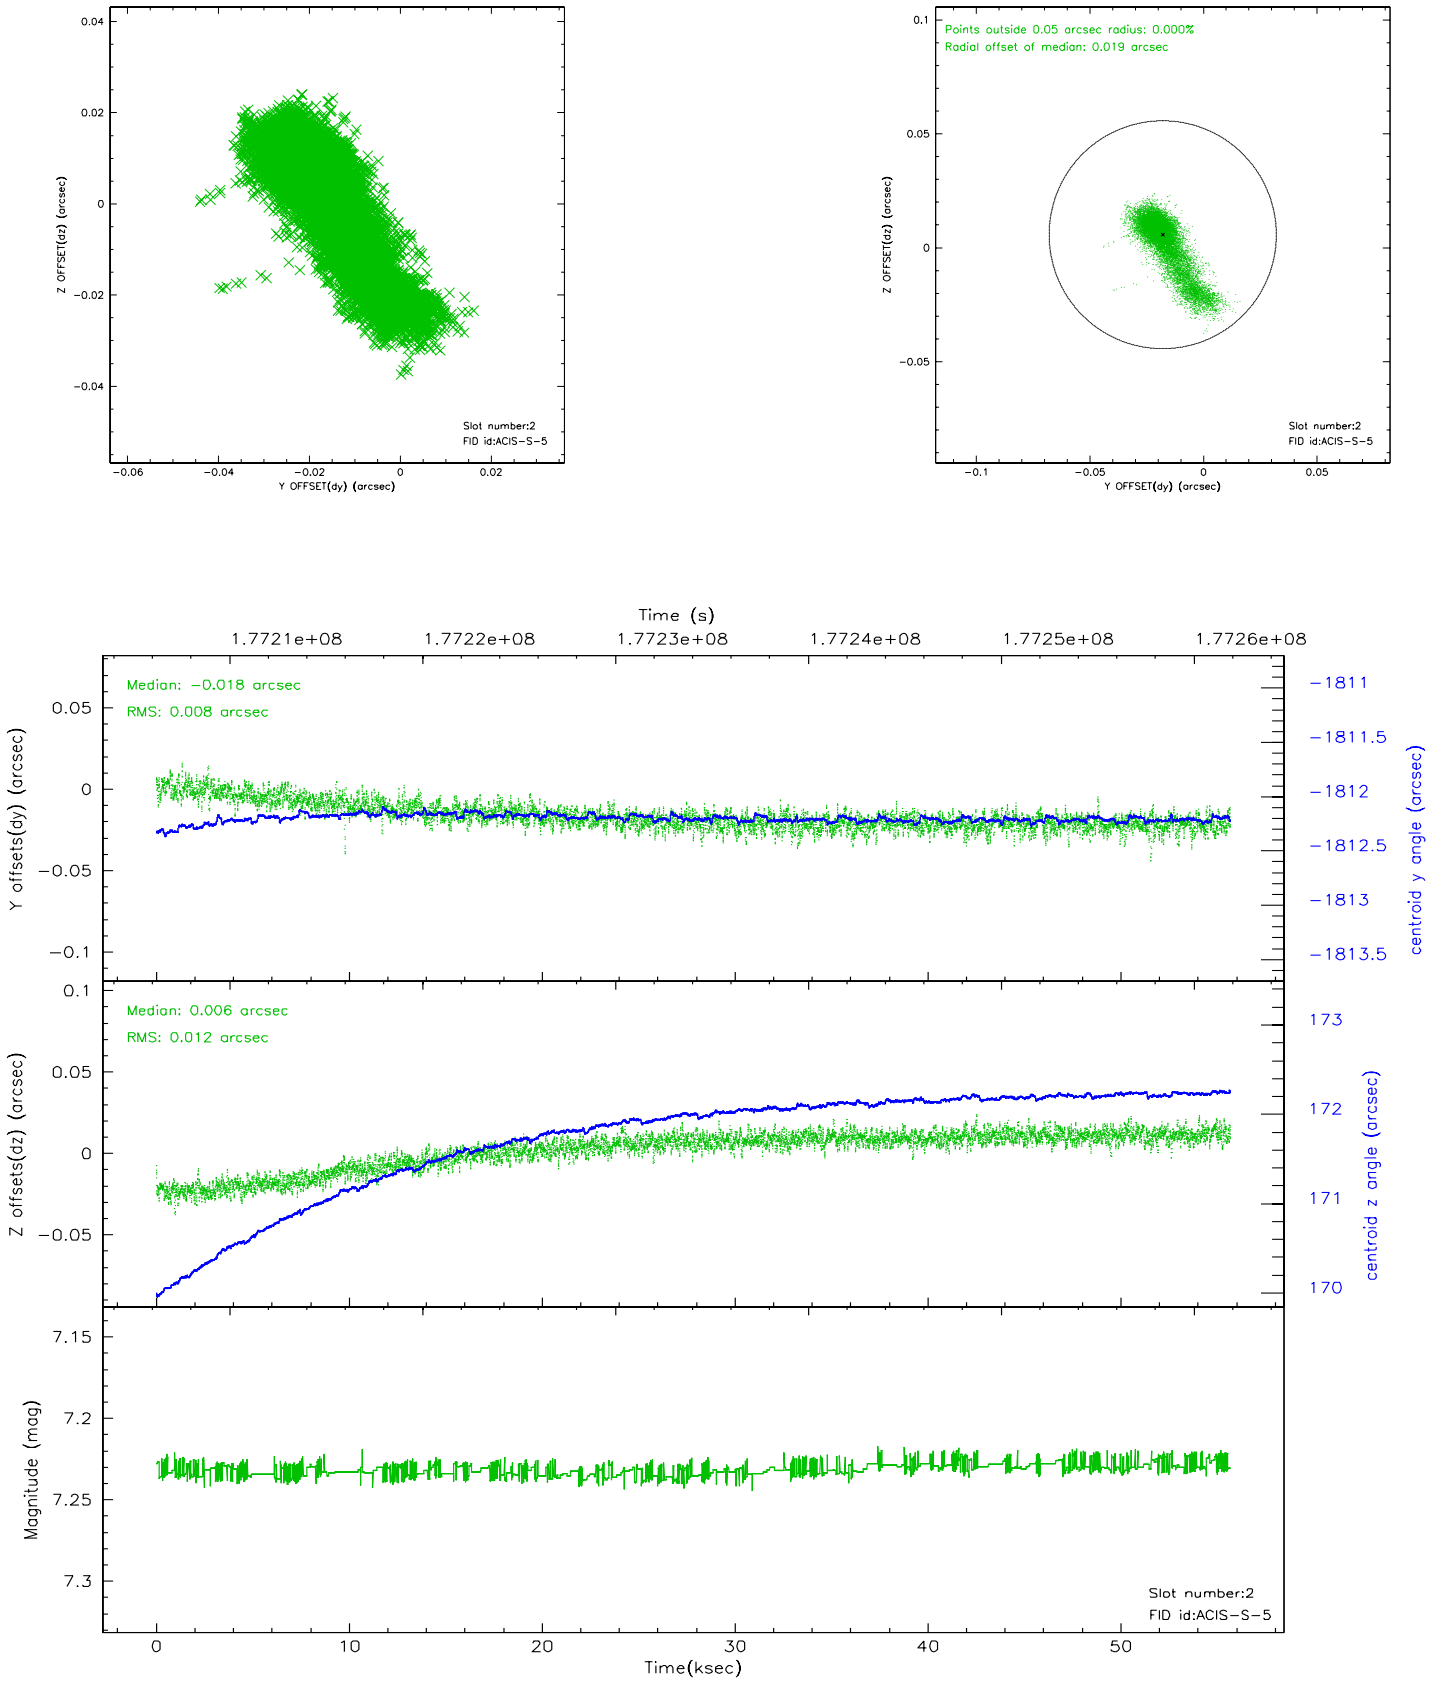 0.04
0.02
0
-0.02
-0.04
Z OFFSET(dz) (arcsec)
Slot number:2
FID id:ACIS-S-5
-0.06 -0.04 -0.02 0 0.02
Y OFFSET(dy) (arcsec)
Points outside 0.05 arcsec radius: 0.000%
Radial offset of median: 0.019 arcsec
0.1
0.05
0
-0.05
Z OFFSET(dz) (arcsec)
Slot number:2
FID id:ACIS-S-5
-0.1 -0.05 0 0.05
Y OFFSET(dy) (arcsec)
Time (s)
1.7721e+08 1.7722e+08 1.7723e+08 1.7724e+08 1.7725e+08 1.7726e+08
Median: -0.018 arcsec
RMS: 0.008 arcsec
0.05
0
-0.05
-0.1
Y offsets(dy) (arcsec)
-1811
-1811.5
-1812
-1812.5
-1813
-1813.5
centroid y angle (arcsec)
Median: 0.006 arcsec
RMS: 0.012 arcsec
0.1
0.05
0
-0.05
Z offsets(dz) (arcsec)
173
172
171
170
centroid z angle (arcsec)
7.15
7.2
7.25
7.3
Magnitude (mag)
Slot number:2
FID id:ACIS-S-5
0 10 20 30 40 50
Time(ksec)